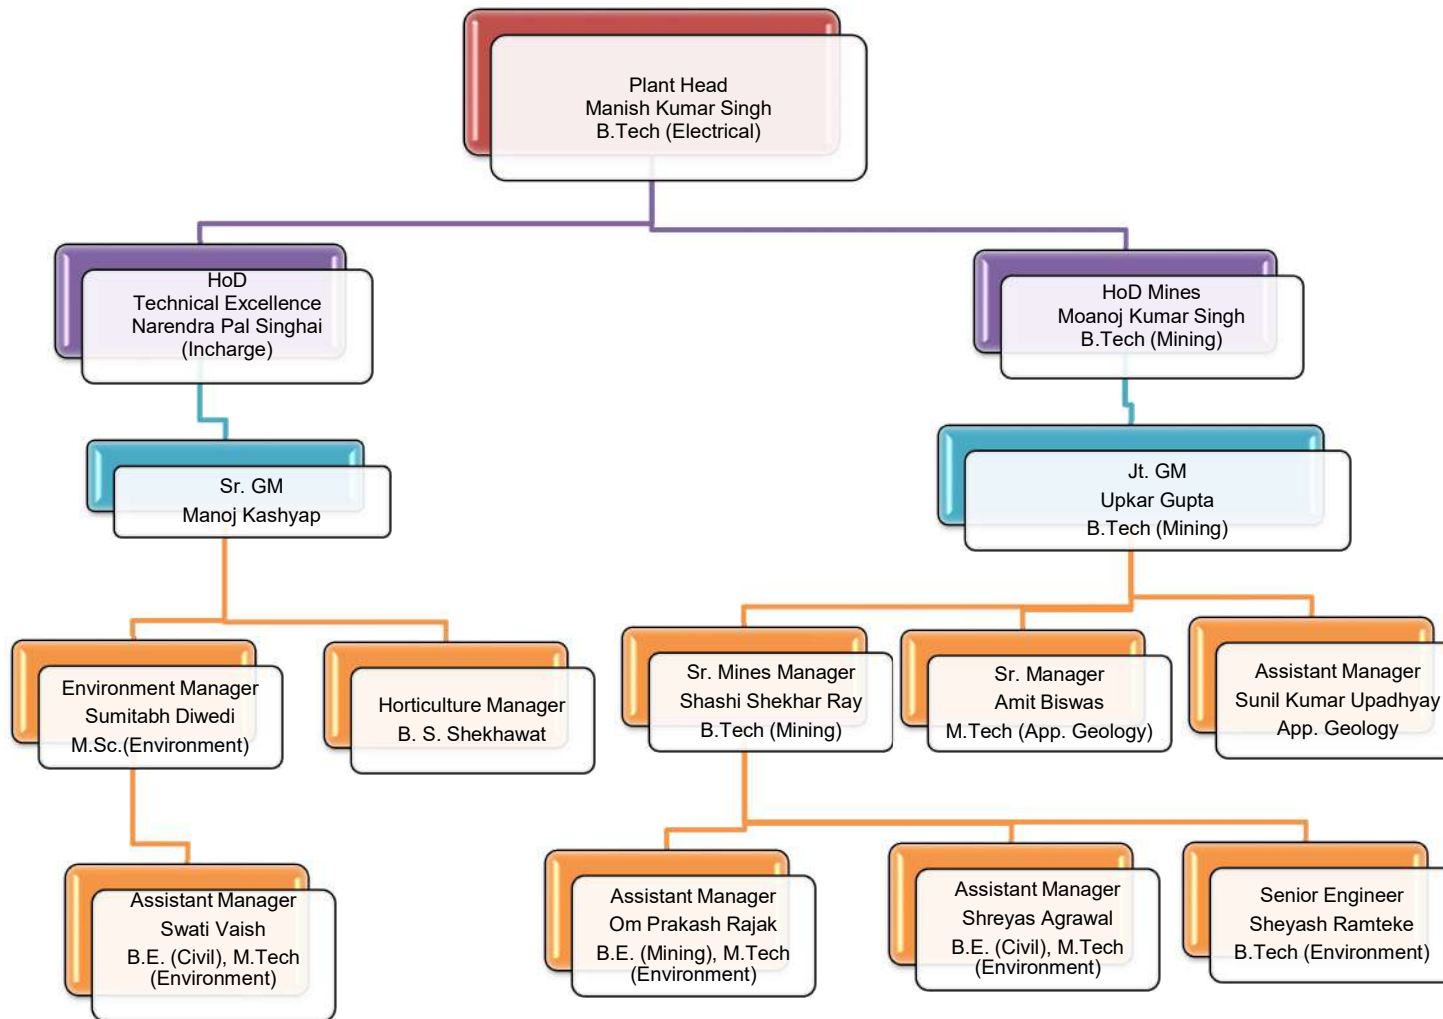 Plant Head
Manish Kumar Singh
B.Tech (Electrical)
HoD
Technical Excellence
Narendra Pal Singhai
(Incharge)
HoD Mines
Moanoj Kumar Singh
B.Tech (Mining)
Sr. GM
Manoj Kashyap
Jt. GM
Upkar Gupta
B.Tech (Mining)
Environment Manager
Sumitabh Diwedi
M.Sc.(Environment)
Horticulture Manager
B. S. Shekhawat
Sr. Mines Manager
Shashi Shekhar Ray
B.Tech (Mining)
Sr. Manager
Amit Biswas
M.Tech (App. Geology)
Assistant Manager
Sunil Kumar Upadhyay
App. Geology
Assistant Manager
Swati Vaish
B.E. (Civil), M.Tech
(Environment)
Assistant Manager
Om Prakash Rajak
B.E. (Mining), M.Tech
(Environment)
Assistant Manager
Shreyas Agrawal
B.E. (Civil), M.Tech
(Environment)
Senior Engineer
Sheyash Ramteke
B.Tech (Environment)